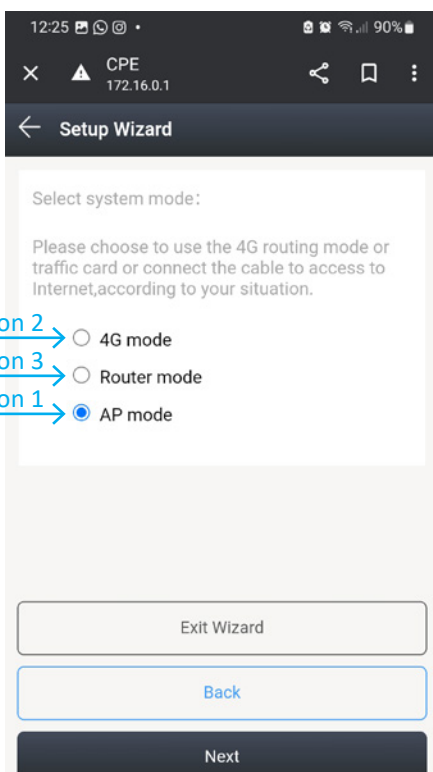 12:25 90%
CPE
172.16.0.1
Setup Wizard
Select system mode:
Please choose to use the 4G routing mode or
traffic card or connect the cable to access to
Internet,according to your situation.
on 2
4G mode
on 3
Router mode
on 1
AP mode
Exit Wizard
Back
Next